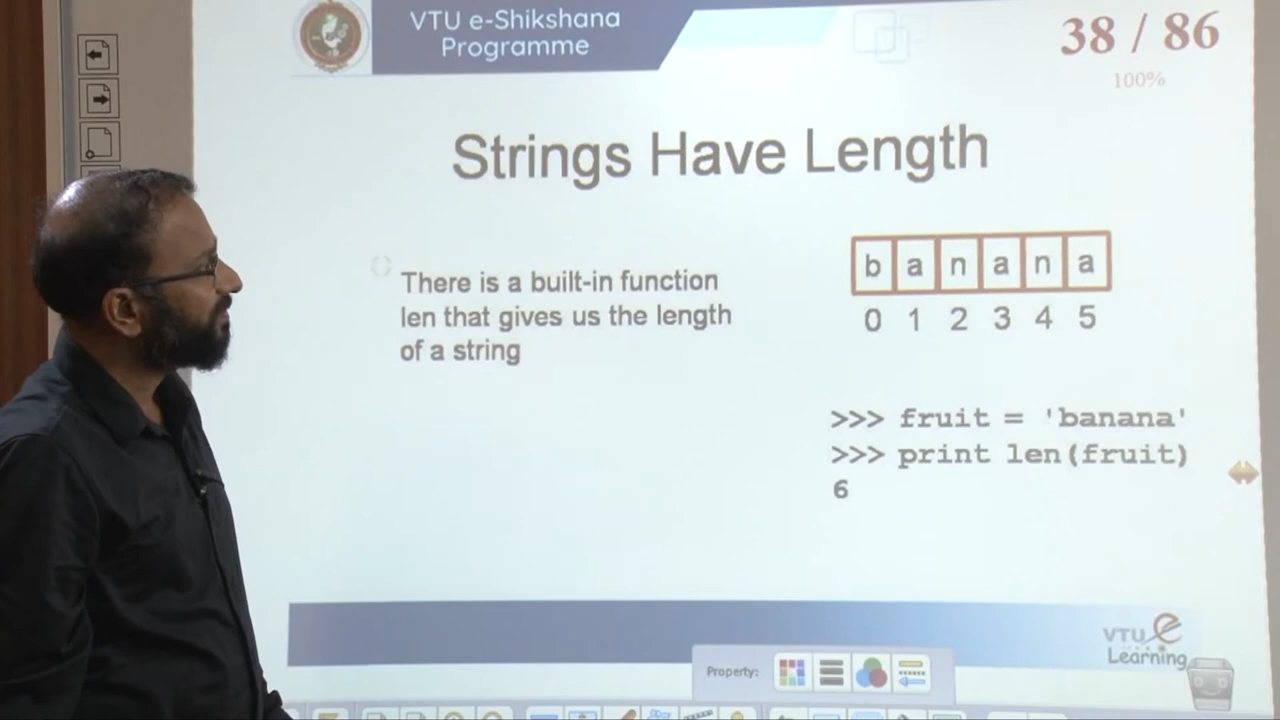 VTU e-Shikshana
Programme
38 / 86
100%
Strings Have Length
There is a built-in function
len that gives us the length
of a string
b a n a n a
0 1 2 3 4 5
>>> fruit = 'banana'
>>> print len(fruit)
6
VTU e
Learning
Property: